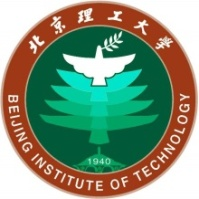 北京理工大学
1940
BEIJING INSTITUTE OF TECHNOLOGY